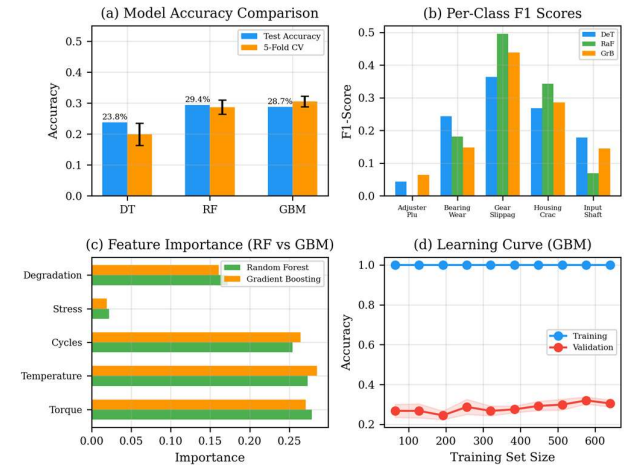 (a) Model Accuracy Comparison
Accuracy
0.5
0.4
0.3
0.2
0.1
0.0
Test Accuracy
5-Fold CV
23.8%
29.4%
28.7%
DT
RF
GBM
(b) Per-Class F1 Scores
F1-Score
0.5
0.4
0.3
0.2
0.1
0.0
DeT
RaF
GrB
Adjuster
Plu
Bearing
Wear
Gear
Slippag
Housing
Crac
Input
Shaft
(c) Feature Importance (RF vs GBM)
Degradation
Stress
Cycles
Temperature
Torque
Random Forest
Gradient Boosting
0.00
0.05
0.10
0.15
0.20
0.25
Importance
(d) Learning Curve (GBM)
Accuracy
1.0
0.8
0.6
0.4
0.2
Training
Validation
100
200
300
400
500
600
Training Set Size